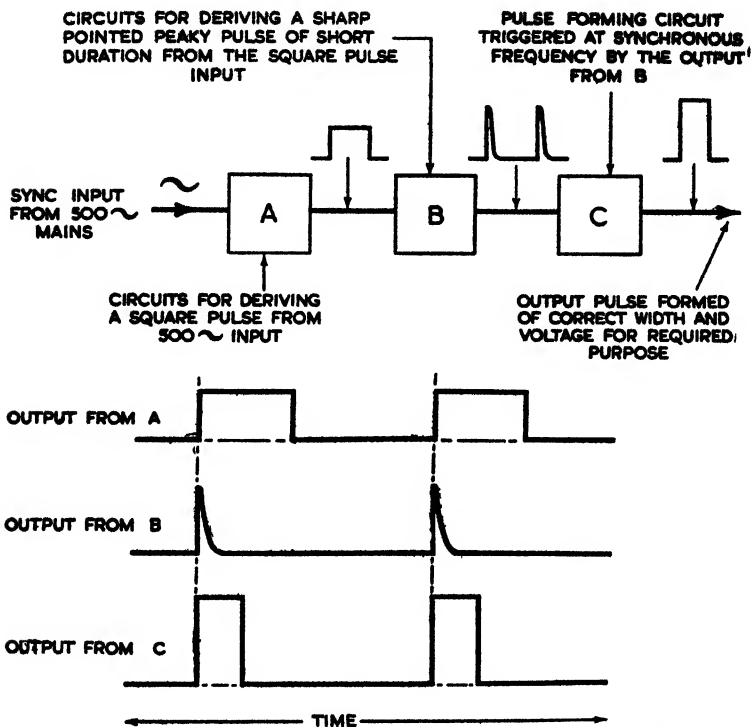 CIRCUITS FOR DERIVING A SHARP
POINTED PEAKY PULSE OF SHORT
DURATION FROM THE SQUARE PULSE
INPUT
PULSE FORMING CIRCUIT
TRIGGERED AT SYNCHRONOUS
FREQUENCY BY THE OUTPUT
FROM B
SYNC INPUT
FROM 500 ~
MAINS
~
A
B
C
CIRCUITS FOR DERIVING
A SQUARE PULSE FROM
500 ~ INPUT
OUTPUT PULSE FORMED
OF CORRECT WIDTH AND
VOLTAGE FOR REQUIRED
PURPOSE
OUTPUT FROM A
OUTPUT FROM B
OUTPUT FROM C
TIME